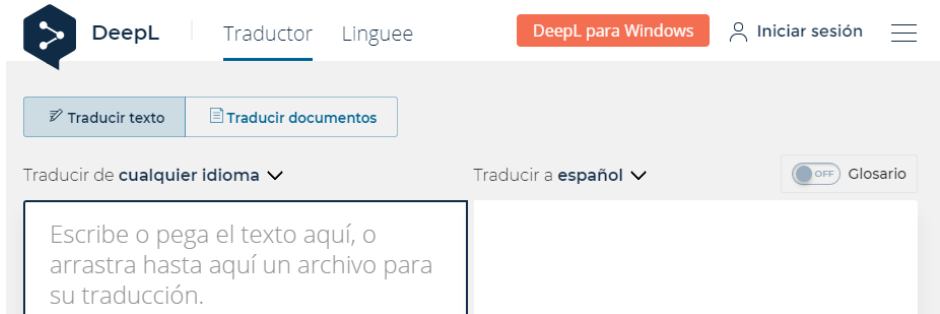 DeepL Traductor Linguee DeepL para Windows Iniciar sesión
Traducir texto Traducir documentos
Traducir de cualquier idioma Traducir a español OFF Glosario
Escribe o pega el texto aquí, o
arrastra hasta aquí un archivo para
su traducción.